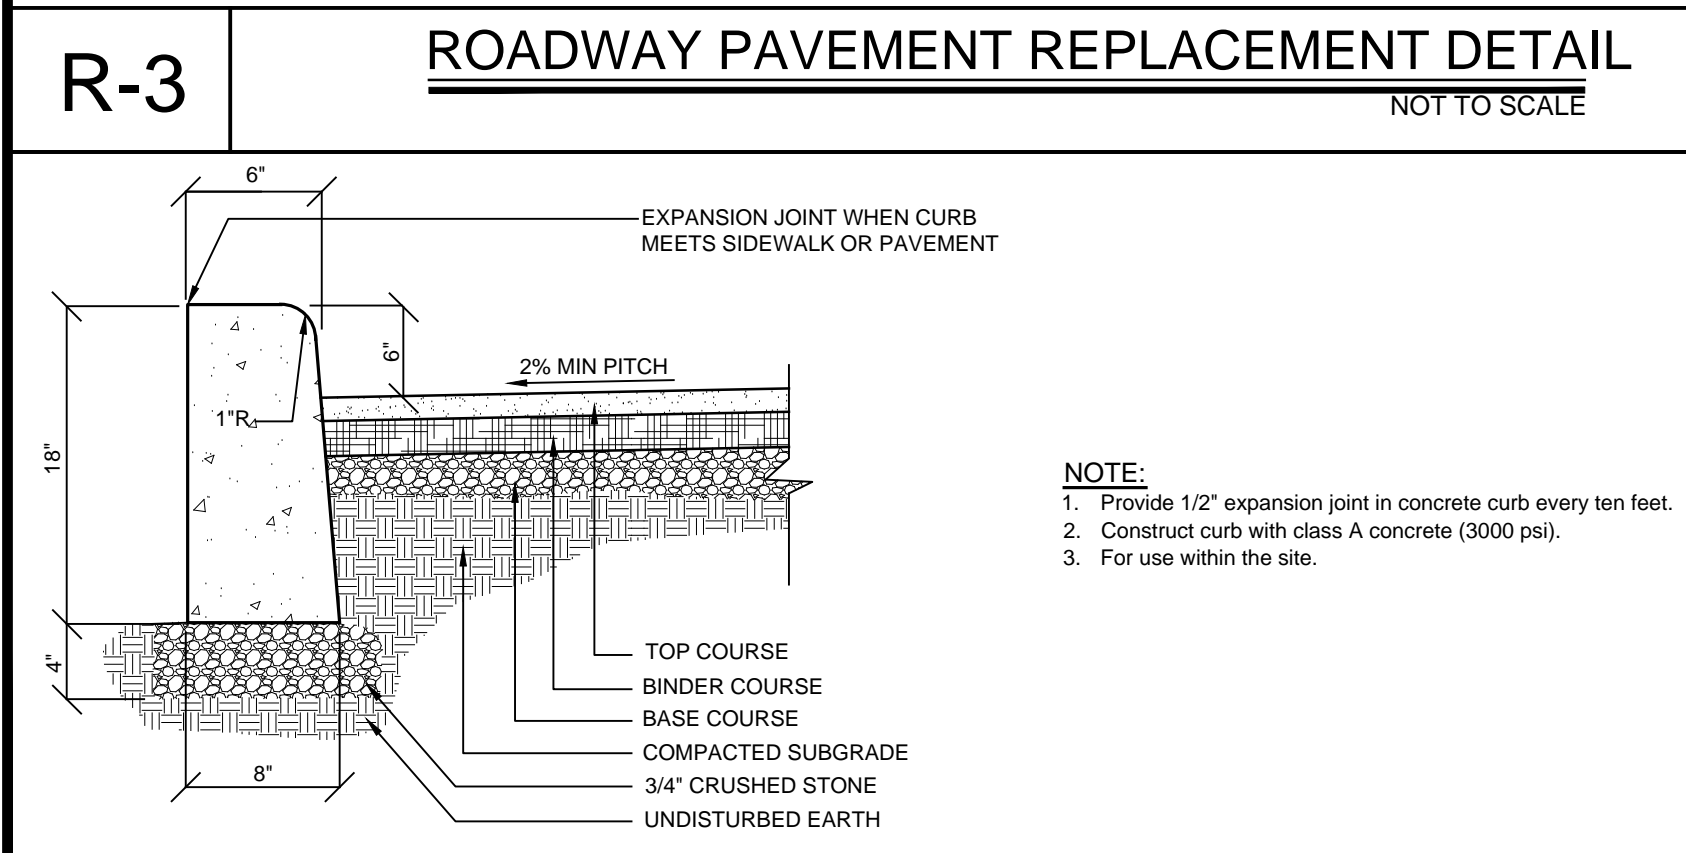 R-3
ROADWAY PAVEMENT REPLACEMENT DETAIL
NOT TO SCALE
6"
EXPANSION JOINT WHEN CURB
MEETS SIDEWALK OR PAVEMENT
6"
2% MIN PITCH
1"R
18"
NOTE:
1. Provide 1/2" expansion joint in concrete curb every ten feet.
2. Construct curb with class A concrete (3000 psi).
3. For use within the site.
4"
TOP COURSE
BINDER COURSE
BASE COURSE
COMPACTED SUBGRADE
8"
3/4" CRUSHED STONE
UNDISTURBED EARTH